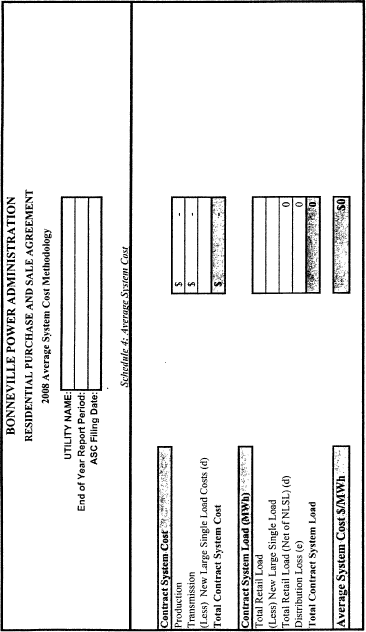 BONNEVILLE POWER ADMINISTRATION
RESIDENTIAL PURCHASE AND SALE AGREEMENT
2008 Average System Cost Methodology
UTILITY NAME:
End of Year Report Period:
ASC Filing Date:
Schedule 4: Average System Cost
Contract System Cost
Production $ -
Transmission $ -
(Less) New Large Single Load Costs (d)
Total Contract System Cost $ -
Contract System Load (MWh)
Total Retail Load
(Less) New Large Single Load
Total Retail Load (Net of NLSL) (d) 0
Distribution Loss (e) 0
Total Contract System Load 0
Average System Cost $/MWh $0